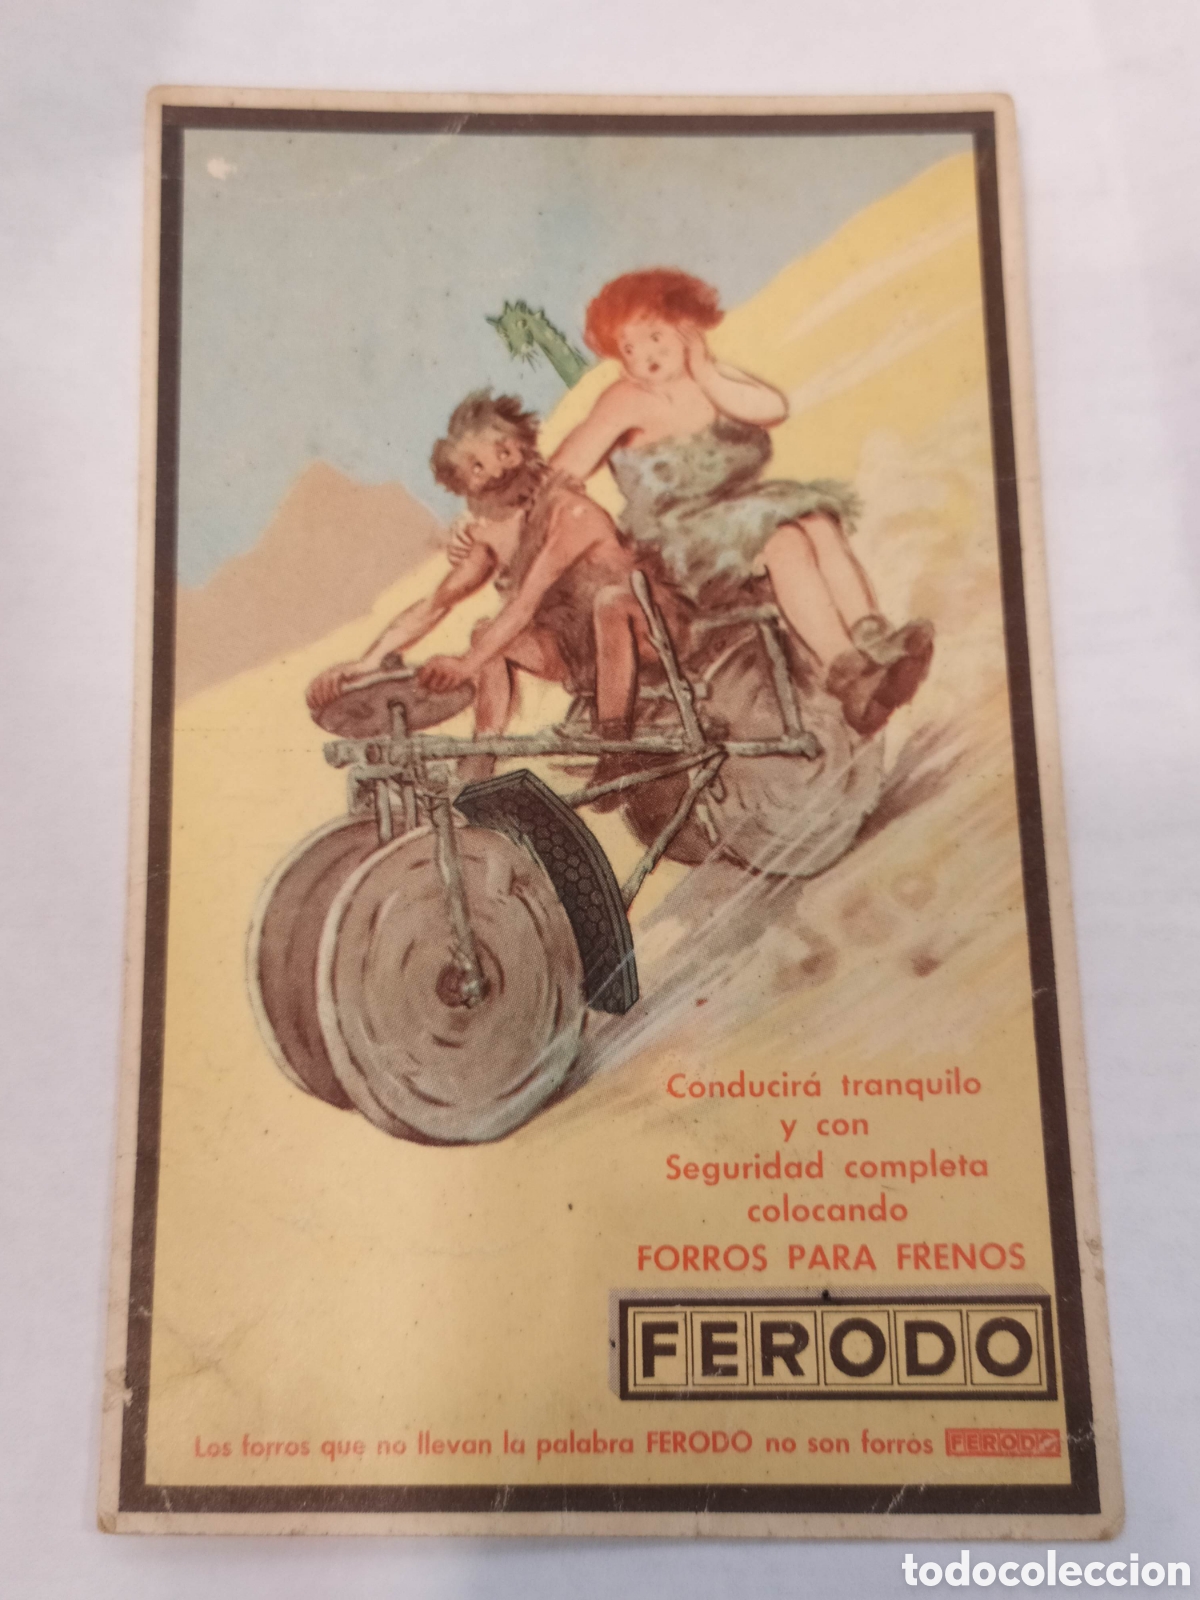 Conducirá tranquilo
y con
Seguridad completa
colocando
FORROS PARA FRENOS
FERODO
Los forros que no llevan la palabra FERODO no son forros FERODO
todocoleccion